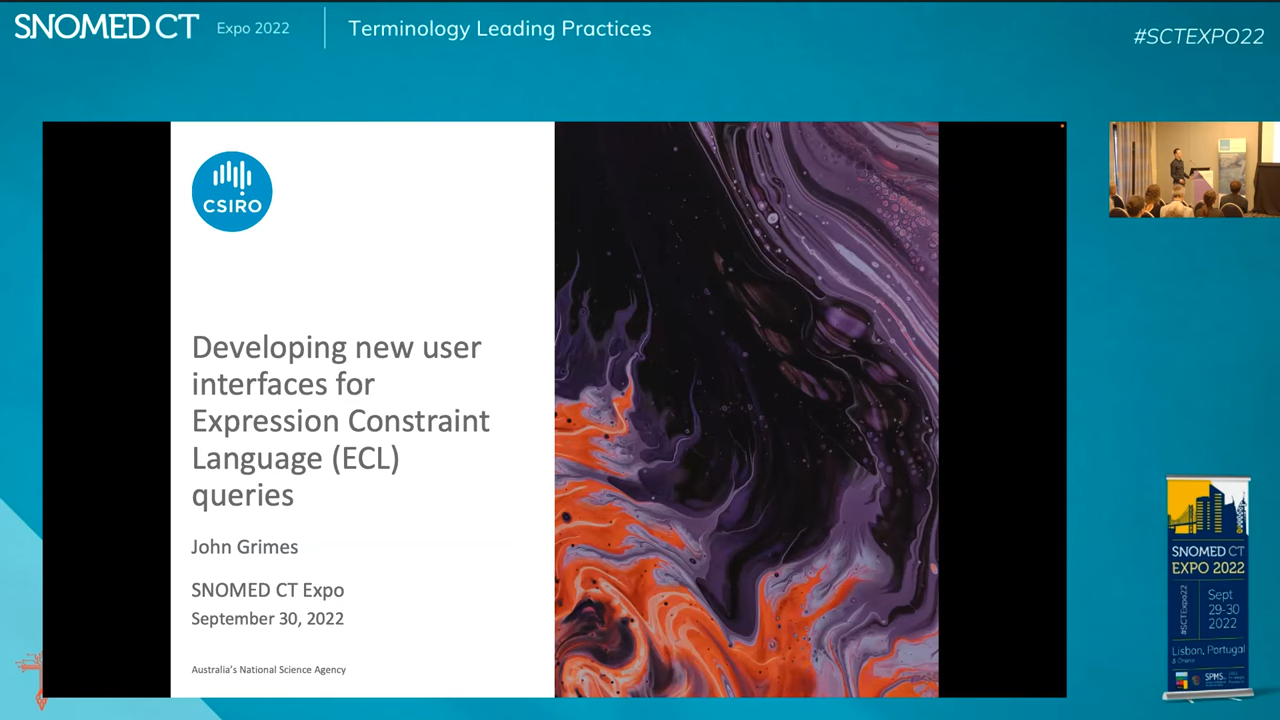 SNOMED CT Expo 2022 Terminology Leading Practices
#SCTEXPO22
CSIRO
Developing new user
interfaces for
Expression Constraint
Language (ECL)
queries
John Grimes
SNOMED CT Expo
September 30, 2022
Australia's National Science Agency
SNOMED CT
EXPO 2022
#SCTExpo22
Sept
29-30
2022
Lisbon, Portugal
& Online
SPMS